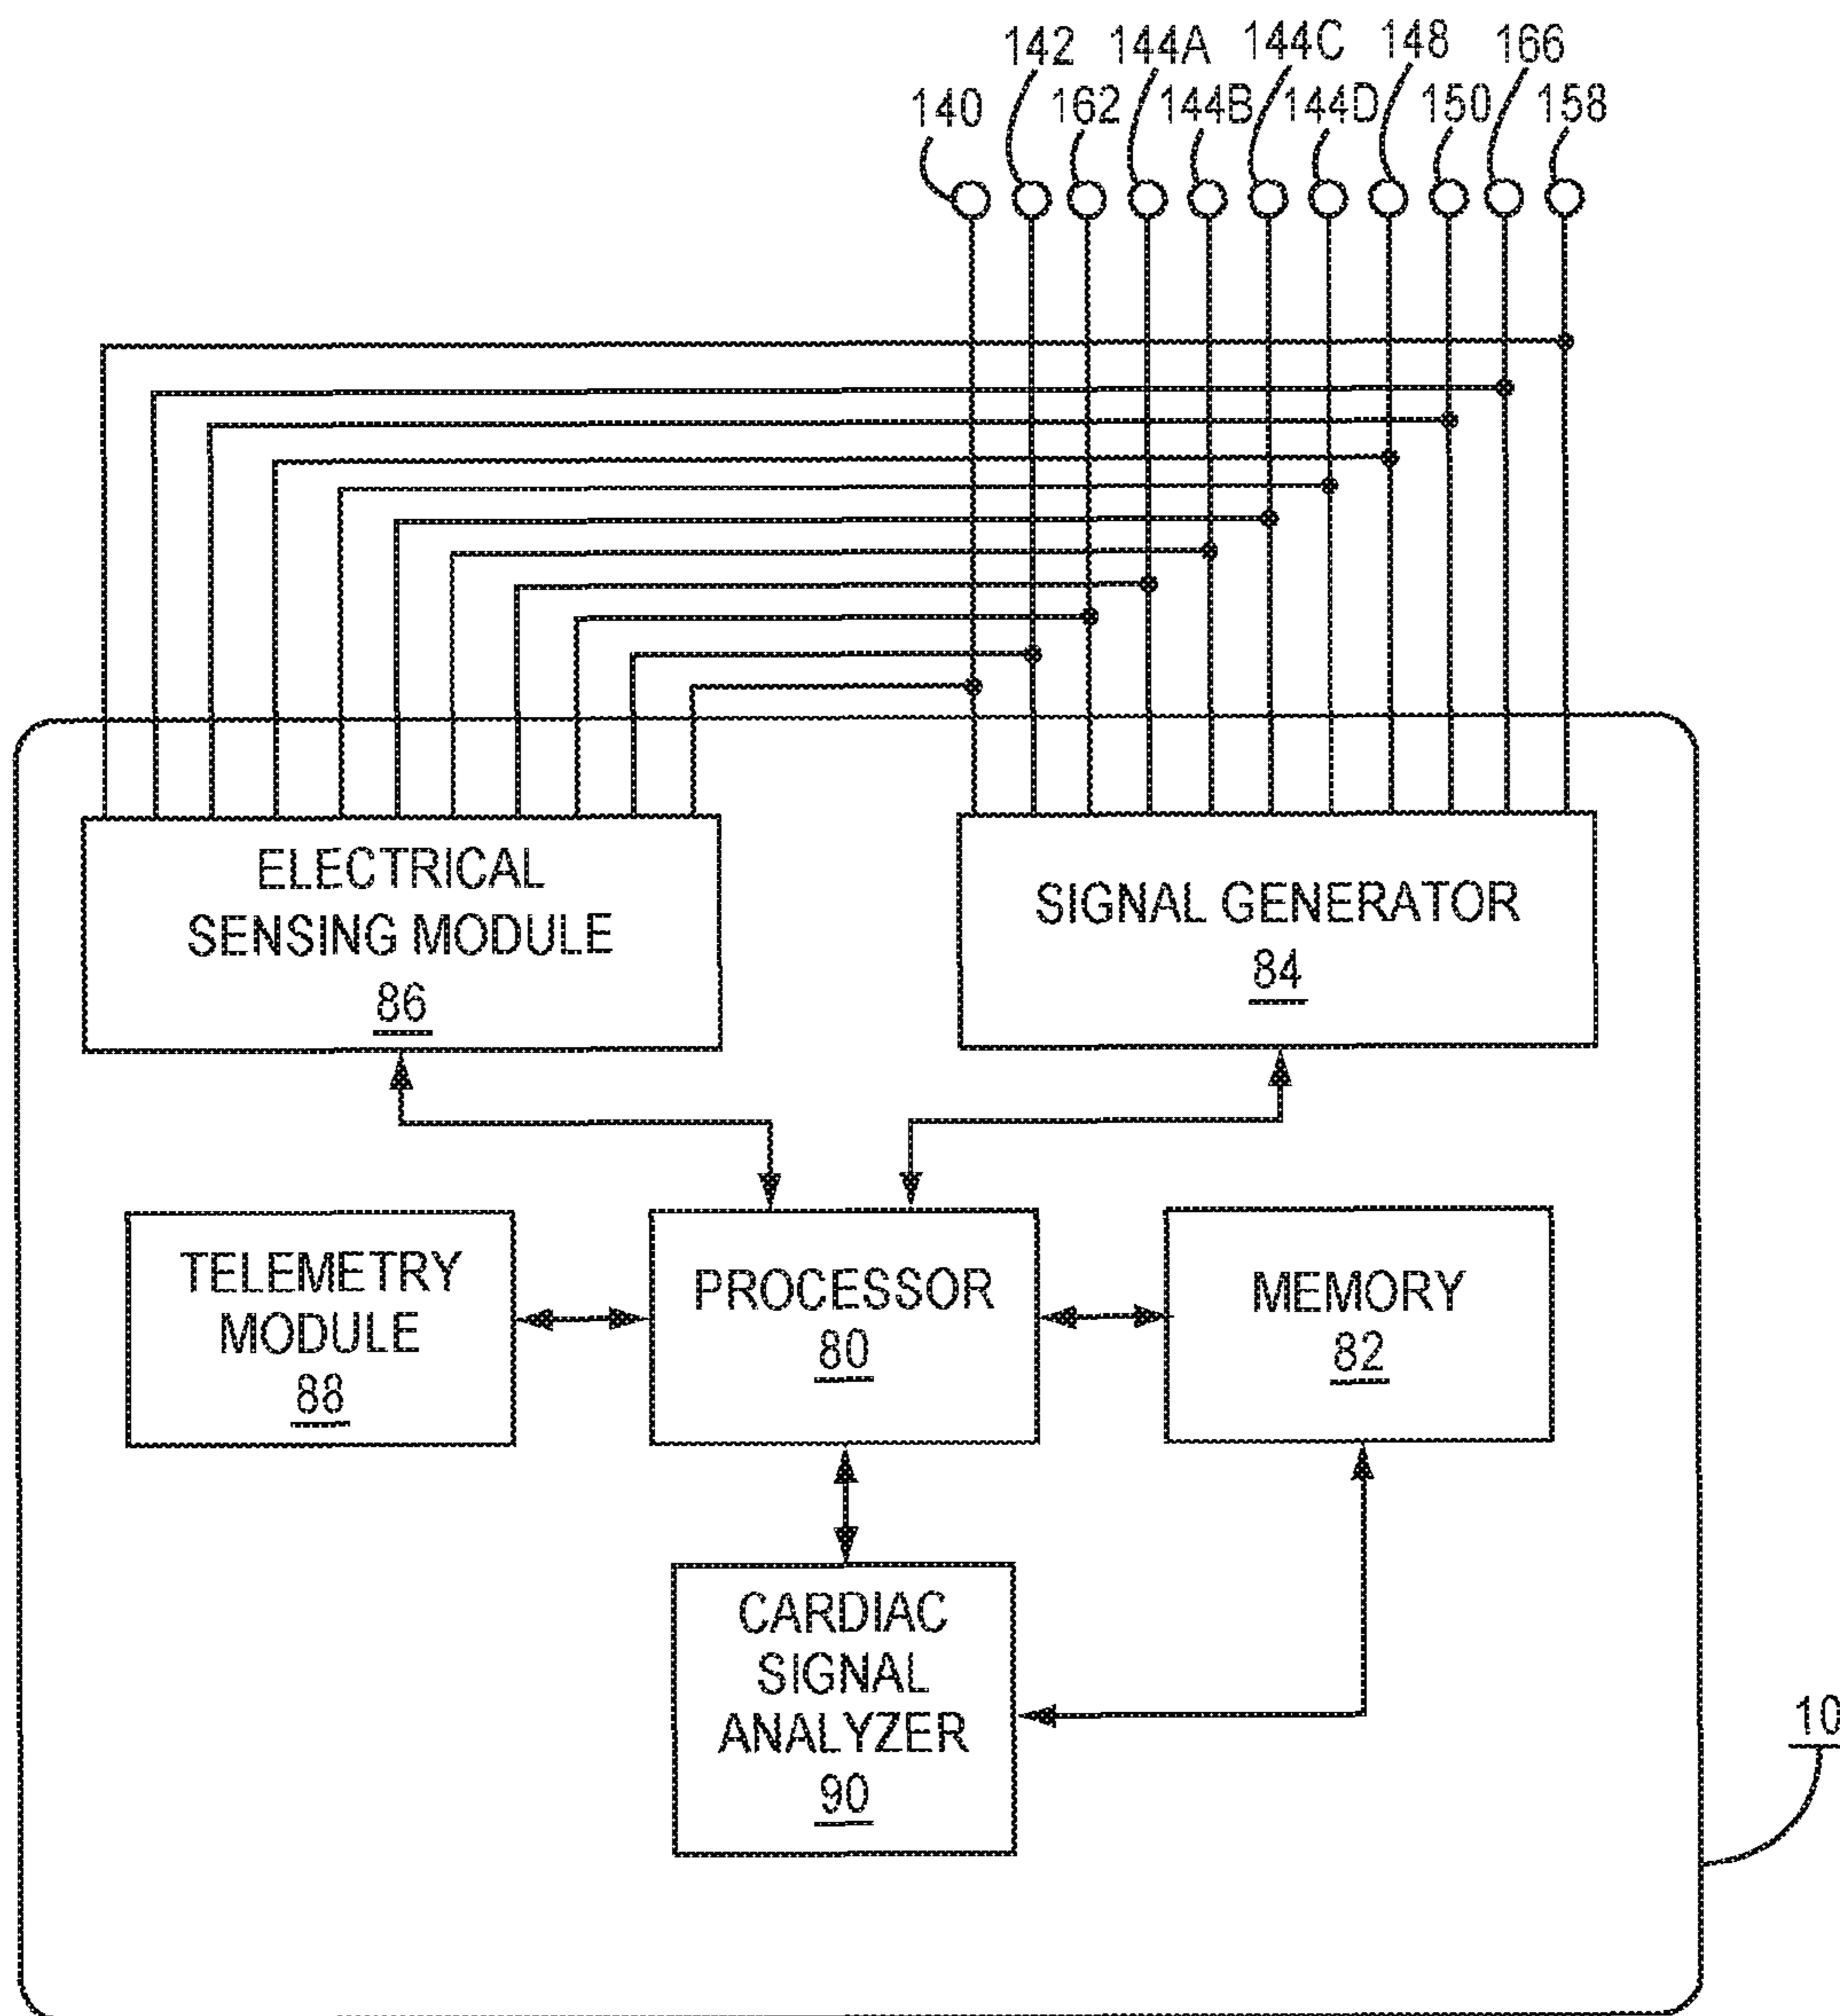 142 144A 144C 148 166
140 162 144B 144D 150 158
ELECTRICAL
SENSING MODULE
86
SIGNAL GENERATOR
84
TELEMETRY
MODULE
88
PROCESSOR
80
MEMORY
82
CARDIAC
SIGNAL
ANALYZER
90
10